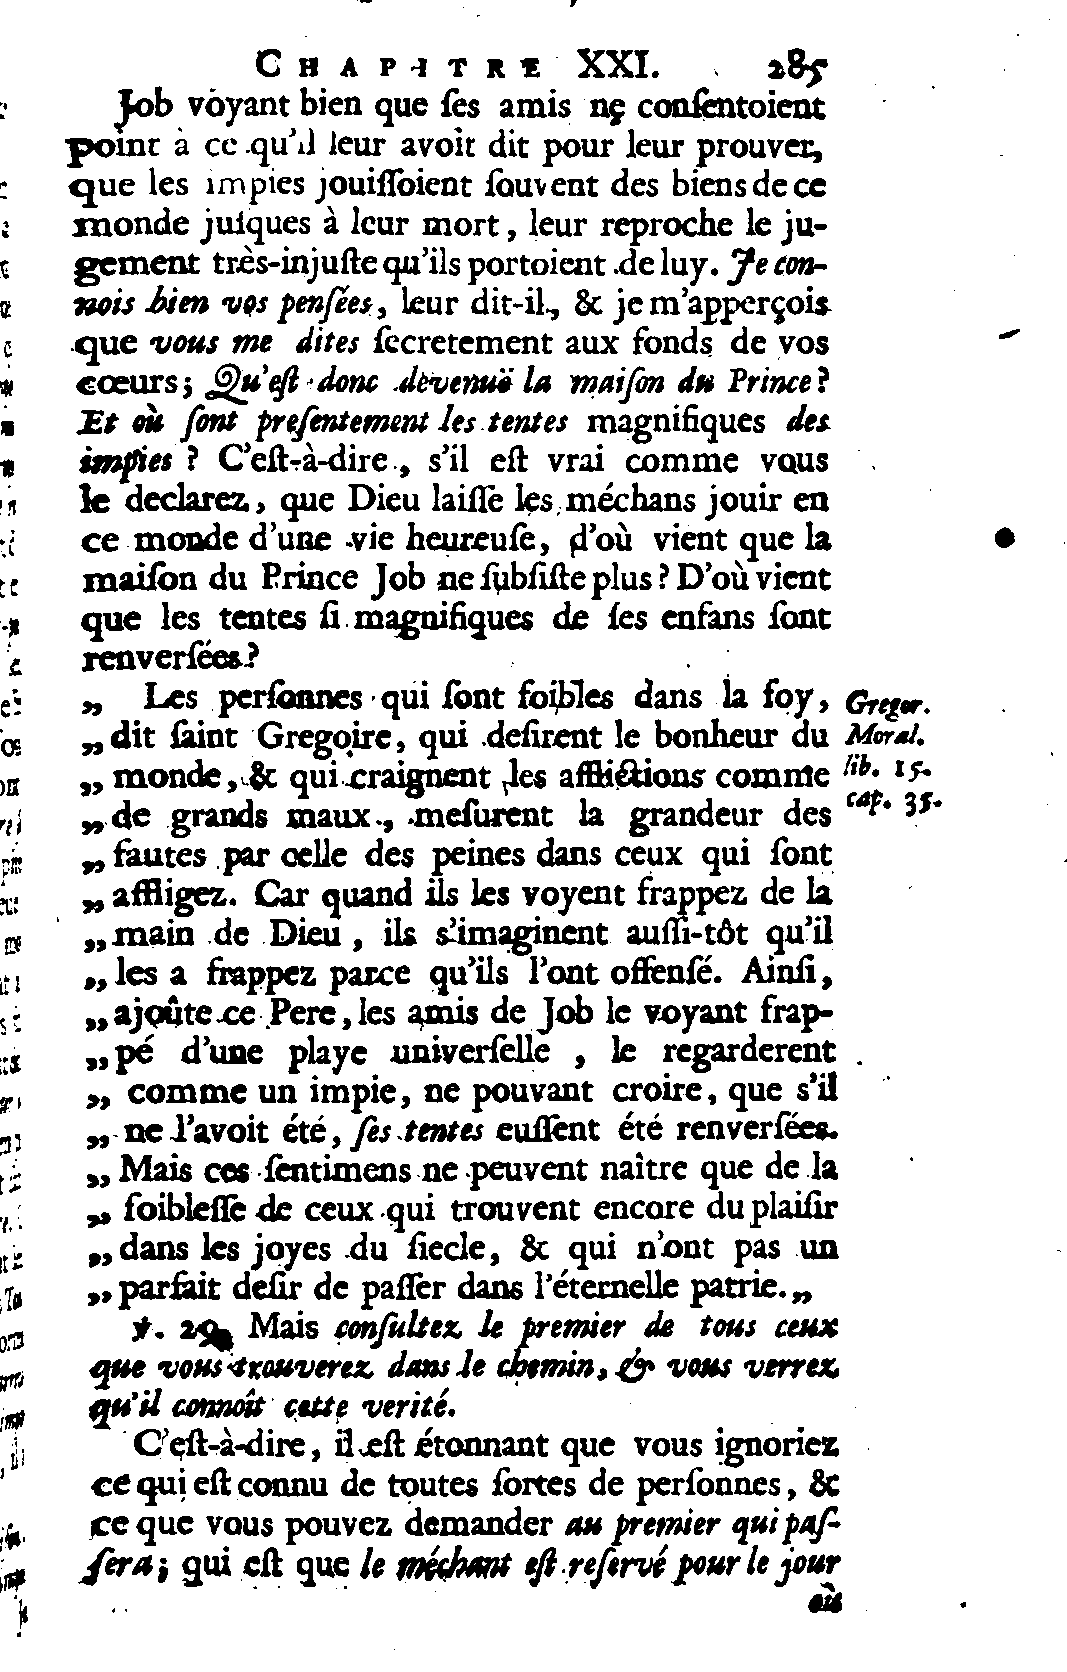 CHAPITRE XXI. 285
Job voyant bien que ſes amis ne conſentoient
point à ce qu'il leur avoit dit pour leur prouver,
que les impies jouiſſoient ſouvent des biens de ce
monde juſques à leur mort, leur reproche le ju-
gement très-injuſte qu'ils portoient de luy. Je con-
nois bien vos penſées, leur dit-il, & je m'apperçois
que vous me dites ſecretement aux fonds de vos
cœurs; Qu'eſt donc devenuë la maiſon du Prince?
Et où ſont preſentement les tentes magnifiques des
impies? C'eſt-à-dire, s'il eſt vrai comme vous
le declarez, que Dieu laiſſe les méchans jouir en
ce monde d'une vie heureuſe, d'où vient que la
maiſon du Prince Job ne ſubſiſte plus? D'où vient
que les tentes ſi magnifiques de ſes enfans ſont
renverſées?
„ Les perſonnes qui ſont foibles dans la foy,
„ dit ſaint Gregoire, qui deſirent le bonheur du
„ monde, & qui craignent les afflictions comme
„ de grands maux, meſurent la grandeur des
„ fautes par celle des peines dans ceux qui ſont
„ affligez. Car quand ils les voyent frappez de la
„ main de Dieu, ils s'imaginent auſſi-tôt qu'il
„ les a frappez parce qu'ils l'ont offenſé. Ainſi,
„ ajoûte ce Pere, les amis de Job le voyant frap-
„ pé d'une playe univerſelle, le regarderent
„ comme un impie, ne pouvant croire, que s'il
„ ne l'avoit été, ſes tentes euſſent été renverſées.
„ Mais ces ſentimens ne peuvent naître que de la
„ foibleſſe de ceux qui trouvent encore du plaiſir
„ dans les joyes du ſiecle, & qui n'ont pas un
„ parfait deſir de paſſer dans l'éternelle patrie. „
Gregor.
Moral.
lib. 15.
cap. 35.
℣. 29. Mais conſultez le premier de tous ceux
que vous trouverez dans le chemin, & vous verrez
qu'il connoît cette verité.
C'eſt-à-dire, il eſt étonnant que vous ignoriez
ce qui eſt connu de toutes ſortes de perſonnes, &
ce que vous pouvez demander au premier qui paſ-
ſera; qui eſt que le méchant eſt reſervé pour le jour
où